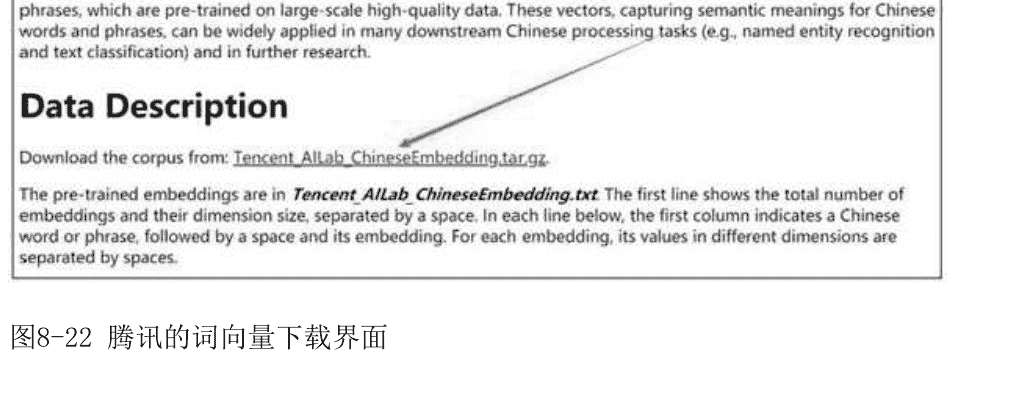 phrases, which are pre-trained on large-scale high-quality data. These vectors, capturing semantic meanings for Chinese
words and phrases, can be widely applied in many downstream Chinese processing tasks (e.g., named entity recognition
and text classification) and in further research.
Data Description
Download the corpus from: Tencent_AILab_ChineseEmbedding.tar.gz.
The pre-trained embeddings are in Tencent_AILab_ChineseEmbedding.txt. The first line shows the total number of
embeddings and their dimension size, separated by a space. In each line below, the first column indicates a Chinese
word or phrase, followed by a space and its embedding. For each embedding, its values in different dimensions are
separated by spaces.
图8-22 腾讯的词向量下载界面